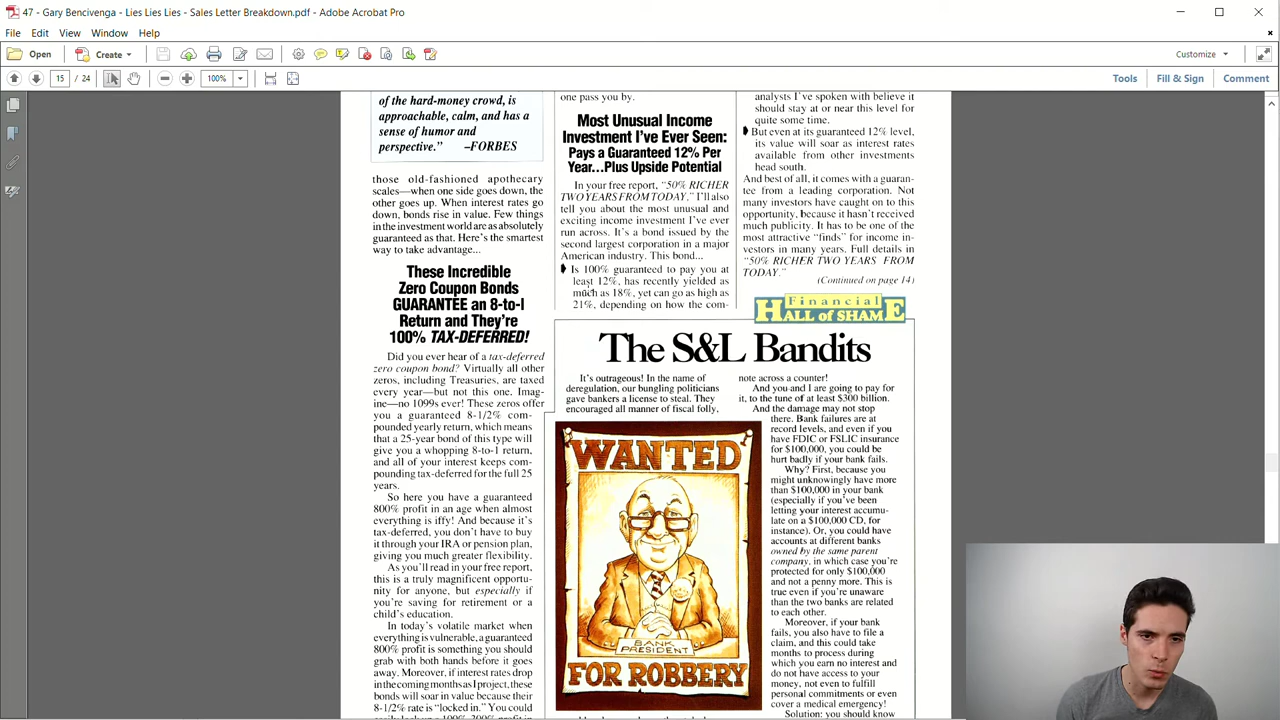 47 - Gary Bencivenga - Lies Lies Lies - Sales Letter Breakdown.pdf - Adobe Acrobat Pro
File Edit View Window Help
Open
Create
Customize
15 / 24
100%
Tools
Fill & Sign
Comment
of the hard-money crowd, is
approachable, calm, and has a
sense of humor and
perspective.” –FORBES
those old-fashioned apothecary
scales—when one side goes down, the
other goes up. When interest rates go
down, bonds rise in value. Few things
in the investment world are as absolutely
guaranteed as that. Here's the smartest
way to take advantage...
These Incredible
Zero Coupon Bonds
GUARANTEE an 8-to-1
Return and They're
100% TAX-DEFERRED!
Did you ever hear of a tax-deferred
zero coupon bond? Virtually all other
zeros, including Treasuries, are taxed
every year—but not this one. Imag-
ine—no 1099s ever! These zeros offer
you a guaranteed 8-1/2% com-
pounded yearly return, which means
that a 25-year bond of this type will
give you a whopping 8-to-1 return,
and all of your interest keeps com-
pounding tax-deferred for the full 25
years.
So here you have a guaranteed
800% profit in an age when almost
everything is iffy! And because it's
tax-deferred, you don't have to buy
it through your IRA or pension plan,
giving you much greater flexibility.
As you'll read in your free report,
this is a truly magnificent opportu-
nity for anyone, but especially if
you're saving for retirement or a
child's education.
In today's volatile market when
everything is vulnerable, a guaranteed
800% profit is something you should
grab with both hands before it goes
away. Moreover, if interest rates drop
in the coming months as I project, these
bonds will soar in value because their
8-1/2% rate is “locked in.” You could
one pass you by.
Most Unusual Income
Investment I've Ever Seen:
Pays a Guaranteed 12% Per
Year...Plus Upside Potential
In your free report, “50% RICHER
TWO YEARS FROM TODAY,” I'll also
tell you about the most unusual and
exciting income investment I've ever
run across. It's a bond issued by the
second largest corporation in a major
American industry. This bond...
Is 100% guaranteed to pay you at
least 12%, has recently yielded as
much as 18%, yet can go as high as
21%, depending on how the com-
analysts I've spoken with believe it
should stay at or near this level for
quite some time.
But even at its guaranteed 12% level,
its value will soar as interest rates
available from other investments
head south.
And best of all, it comes with a guaran-
tee from a leading corporation. Not
many investors have caught on to this
opportunity, because it hasn't received
much publicity. It has to be one of the
most attractive “finds” for income in-
vestors in many years. Full details in
“50% RICHER TWO YEARS FROM
TODAY.”
(Continued on page 14)
Financial
HALL of SHAME
The S&L Bandits
It's outrageous! In the name of
deregulation, our bungling politicians
gave bankers a license to steal. They
encouraged all manner of fiscal folly,
WANTED
BANK
PRESIDENT
FOR ROBBERY
note across a counter!
And you and I are going to pay for
it, to the tune of at least $300 billion.
And the damage may not stop
there. Bank failures are at
record levels, and even if you
have FDIC or FSLIC insurance
for $100,000, you could be
hurt badly if your bank fails.
Why? First, because you
might unknowingly have more
than $100,000 in your bank
(especially if you've been
letting your interest accumu-
late on a $100,000 CD, for
instance). Or, you could have
accounts at different banks
owned by the same parent
company, in which case you're
protected for only $100,000
and not a penny more. This is
true even if you're unaware
than the two banks are related
to each other.
Moreover, if your bank
fails, you also have to file a
claim, and this could take
months to process during
which you earn no interest and
do not have access to your
money, not even to fulfill
personal commitments or even
cover a medical emergency!
Solution: you should know